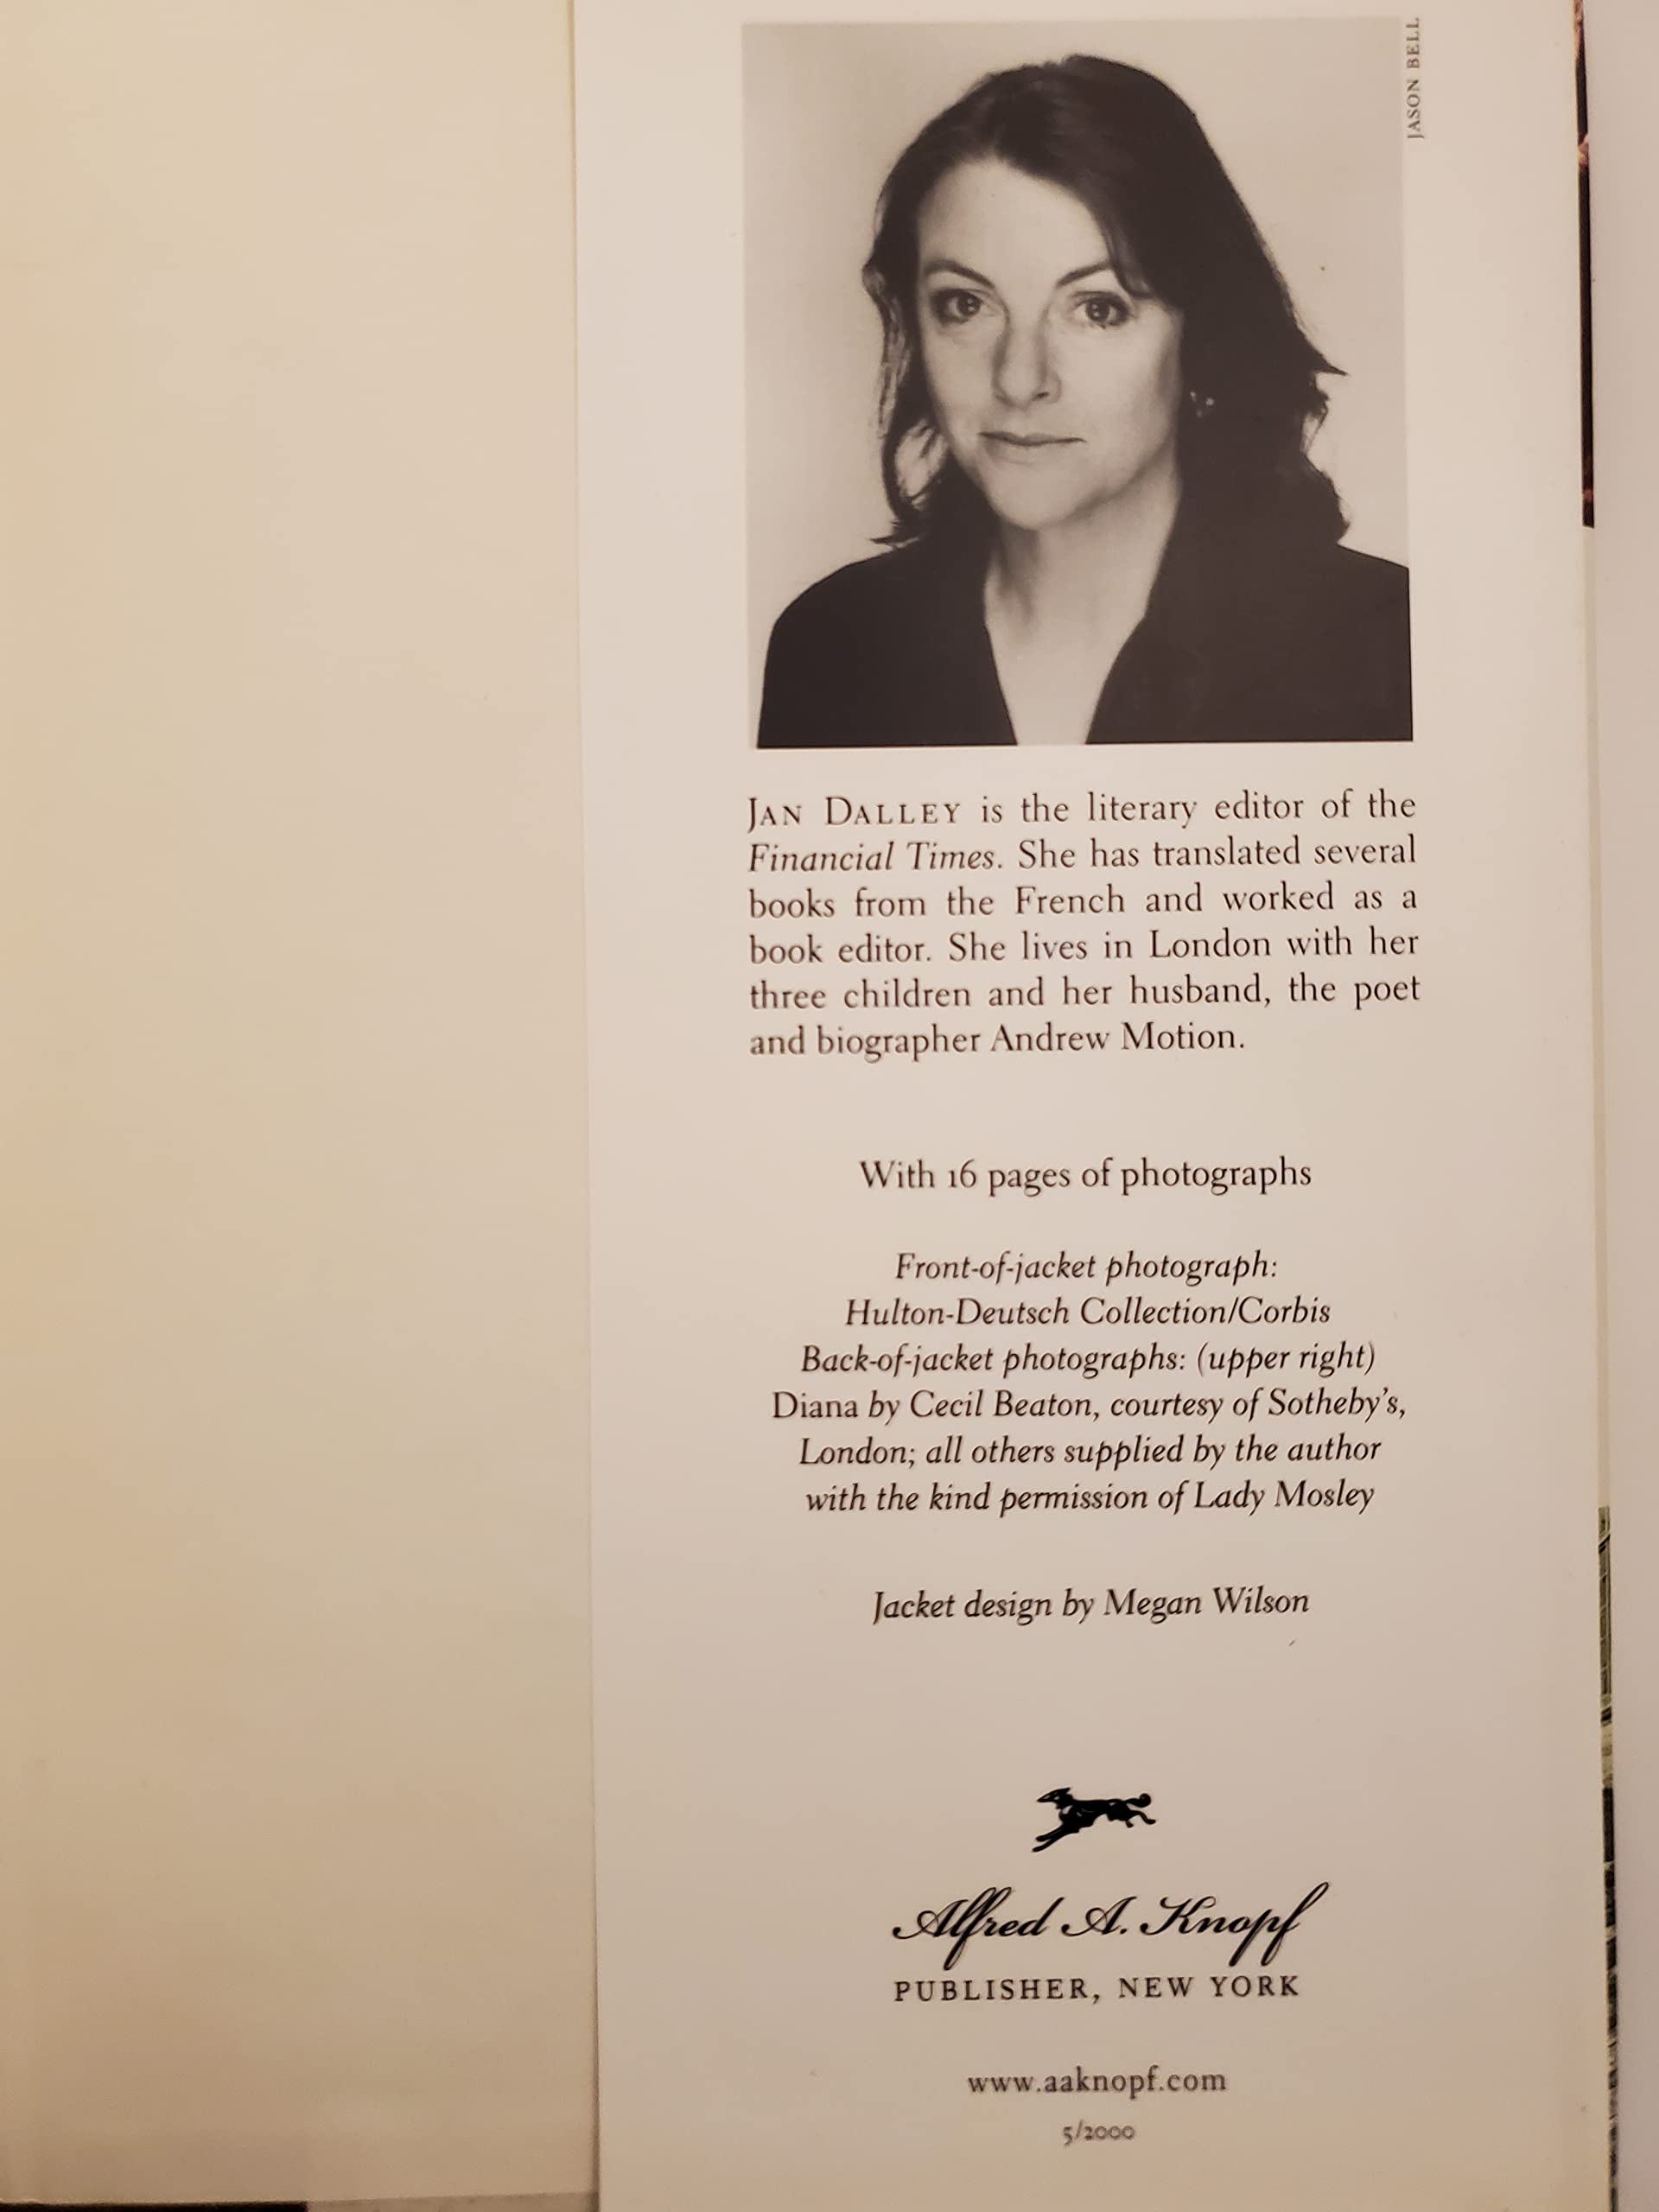 JASON BELL
JAN DALLEY is the literary editor of the
Financial Times. She has translated several
books from the French and worked as a
book editor. She lives in London with her
three children and her husband, the poet
and biographer Andrew Motion.
With 16 pages of photographs
Front-of-jacket photograph:
Hulton-Deutsch Collection/Corbis
Back-of-jacket photographs: (upper right)
Diana by Cecil Beaton, courtesy of Sotheby's,
London; all others supplied by the author
with the kind permission of Lady Mosley
Jacket design by Megan Wilson
Alfred A. Knopf
PUBLISHER, NEW YORK
www.aaknopf.com
5/2000